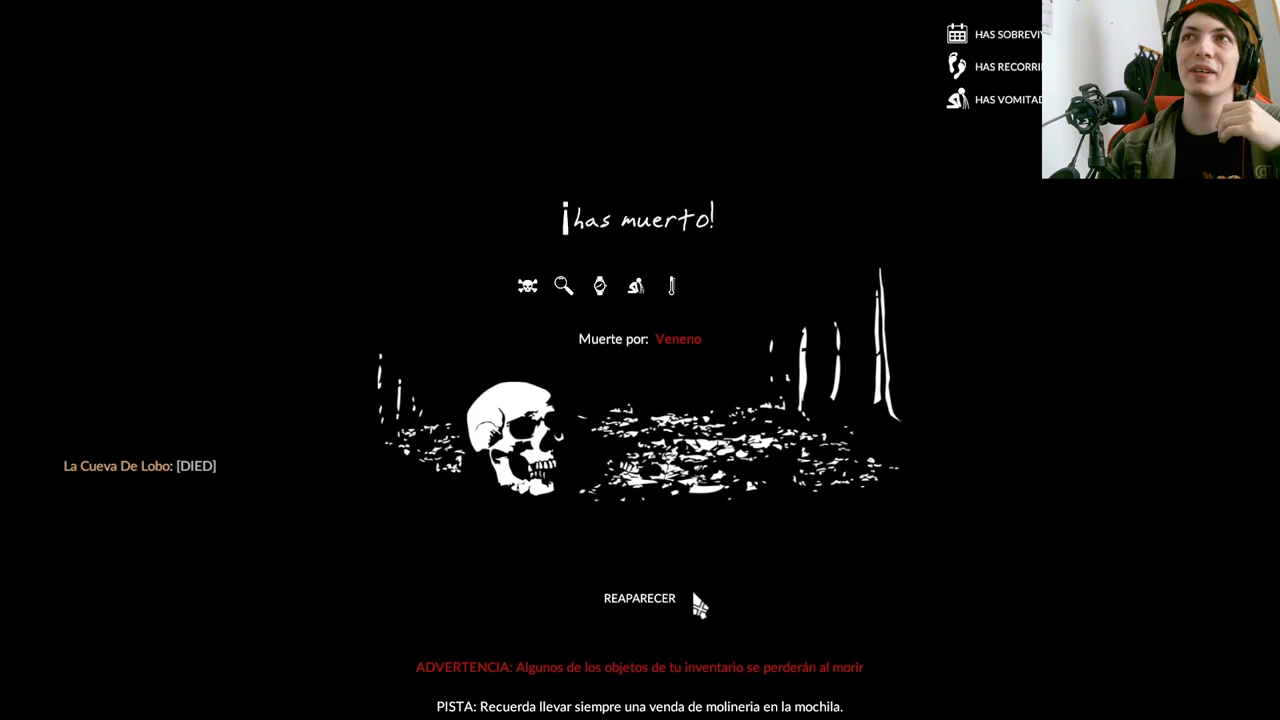 HAS SOBREVIV
HAS RECORRI
HAS VOMITAD
¡has muerto!
Muerte por: Veneno
La Cueva De Lobo: [DIED]
REAPARECER
ADVERTENCIA: Algunos de los objetos de tu inventario se perderán al morir
PISTA: Recuerda llevar siempre una venda de molineria en la mochila.